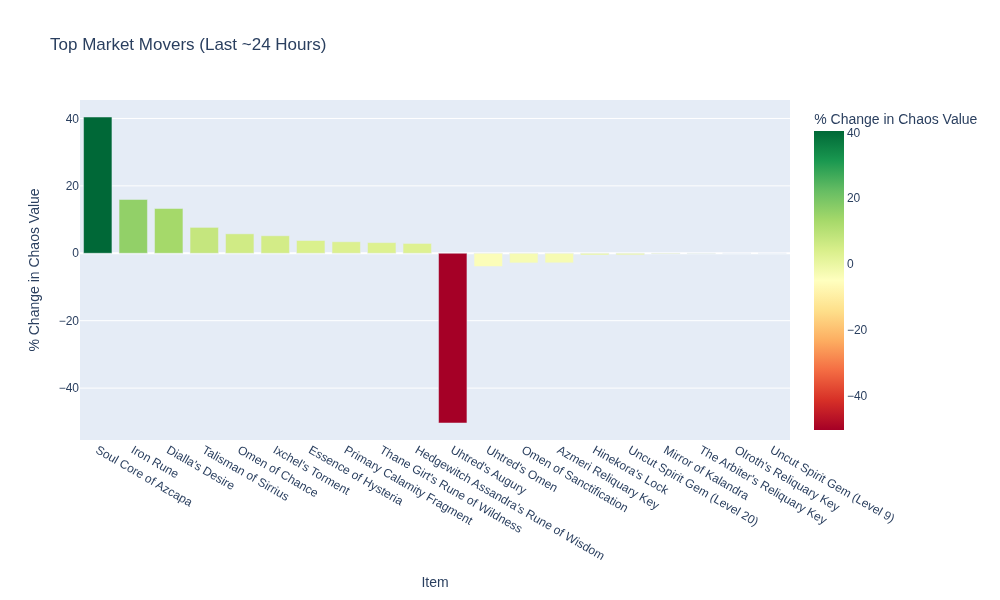 Top Market Movers (Last ~24 Hours)
% Change in Chaos Value
40
20
0
−20
−40
% Change in Chaos Value
40
20
0
−20
−40
Soul Core of Azcapa
Iron Rune
Dialla's Desire
Talisman of Sirrius
Omen of Chance
Ixchel's Torment
Essence of Hysteria
Primary Calamity Fragment
Thane Girt's Rune of Wildness
Hedgewitch Assandra's Rune of Wisdom
Uhtred's Augury
Uhtred's Omen
Omen of Sanctification
Azmeri Reliquary Key
Hinekora's Lock
Uncut Spirit Gem (Level 20)
Mirror of Kalandra
The Arbiter's Reliquary Key
Olroth's Reliquary Key
Uncut Spirit Gem (Level 9)
Item